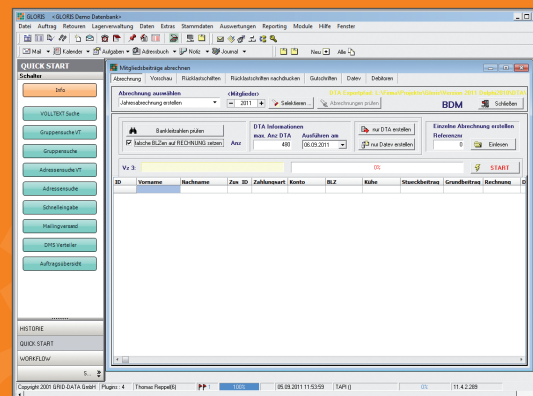 GLORIS <GLORIS Demo Datenbank>
Datei Auftrag Retouren Lagerverwaltung Daten Extras Stammdaten Auswertungen Reporting Module Hilfe Fenster
Mail Kalender Aufgaben Adressbuch Notiz Journal Neu Alle
QUICK START
Schalter
Info
VOLLTEXT Suche
Gruppensuche VT
Gruppensuche
Adressensuche VT
Adressensuche
Schnelleingabe
Mailingversand
DMS Verteiler
Auftragsübersicht
HISTORIE
QUICK START
WORKFLOW
S...
Mitgliedsbeiträge abrechnen
Abrechnung Vorschau Rücklastschriften Rücklastschriften nachdrucken Gutschriften Datev Debitoren
Abrechnung auswählen <Mitglieder>
Jahresabrechnung erstellen 2011 Selektieren ... Abrechnungen prüfen BDM Schließen
Bankleitzahlen prüfen
falsche BLZen auf RECHNUNG setzen Anz
DTA Informationen
max. Anz DTA Ausführen am
480 06.09.2011
nur DTA erstellen
nur Datev erstellen
Einzelne Abrechnung erstellen
Referenznr
0 Einlesen
Vz 3: 0% START
ID Vorname Nachname Zus ID Zahlungsart Konto BLZ Kühe Stueckbeitrag Grundbeitrag Rechnung D
Copyright 2001 GRID-DATA GmbH Plugins : 4 Thomas Reppel(6) 100% 05.09.2011 11:53:59 TAPI () 0% 11.4.2.289